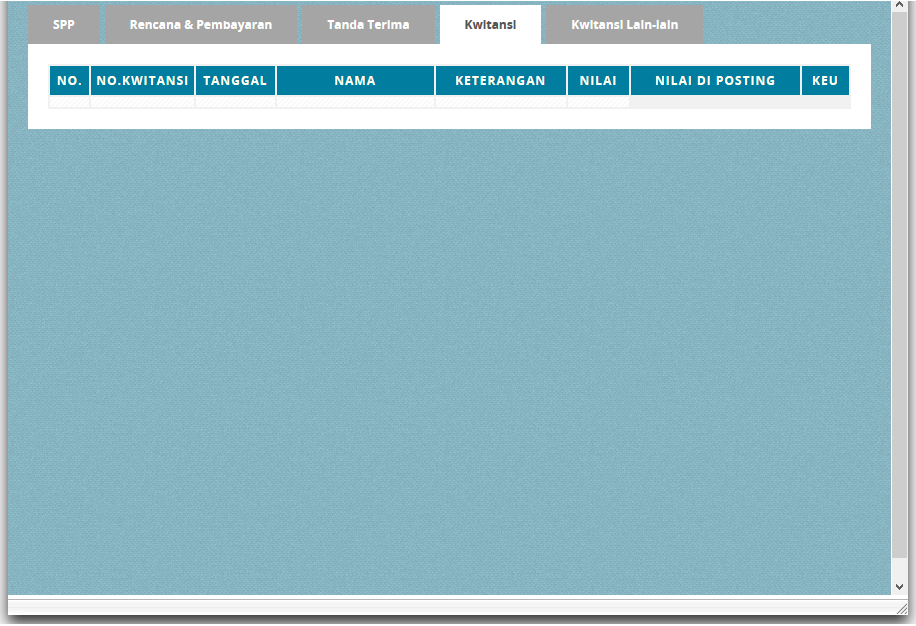 SPP Rencana & Pembayaran Tanda Terima Kwitansi Kwitansi Lain-lain
NO. NO.KWITANSI TANGGAL NAMA KETERANGAN NILAI NILAI DI POSTING KEU